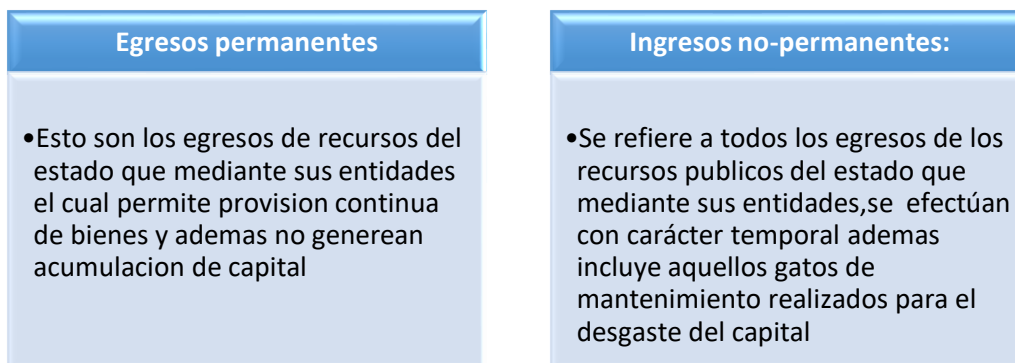 Egresos permanentes
•Esto son los egresos de recursos del
estado que mediante sus entidades
el cual permite provision continua
de bienes y ademas no generean
acumulacion de capital
Ingresos no-permanentes:
•Se refiere a todos los egresos de los
recursos publicos del estado que
mediante sus entidades,se efectúan
con carácter temporal ademas
incluye aquellos gatos de
mantenimiento realizados para el
desgaste del capital